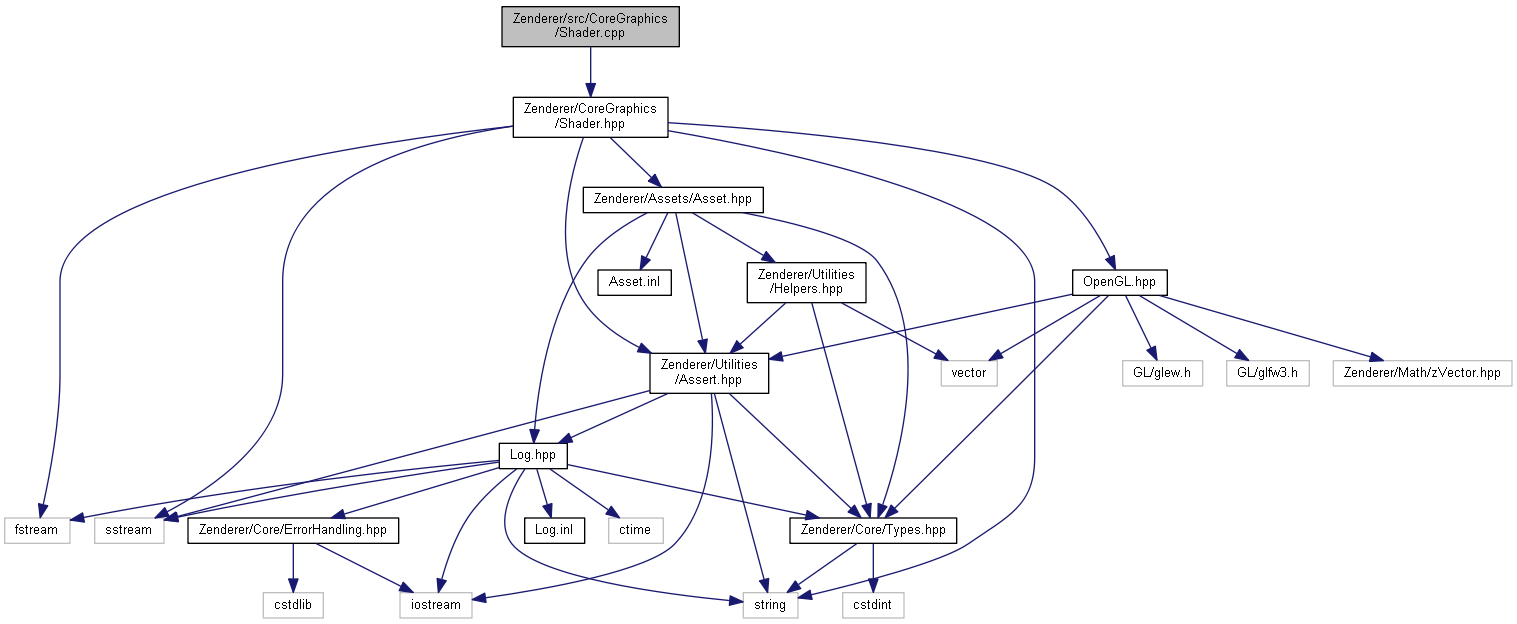 Zenderer/src/CoreGraphics
/Shader.cpp
Zenderer/CoreGraphics
/Shader.hpp
Zenderer/Assets/Asset.hpp
Asset.inl
Zenderer/Utilities
/Helpers.hpp
OpenGL.hpp
Zenderer/Utilities
/Assert.hpp
vector
GL/glew.h
GL/glfw3.h
Zenderer/Math/zVector.hpp
Log.hpp
fstream
sstream
Zenderer/Core/ErrorHandling.hpp
Log.inl
ctime
Zenderer/Core/Types.hpp
cstdlib
iostream
string
cstdint